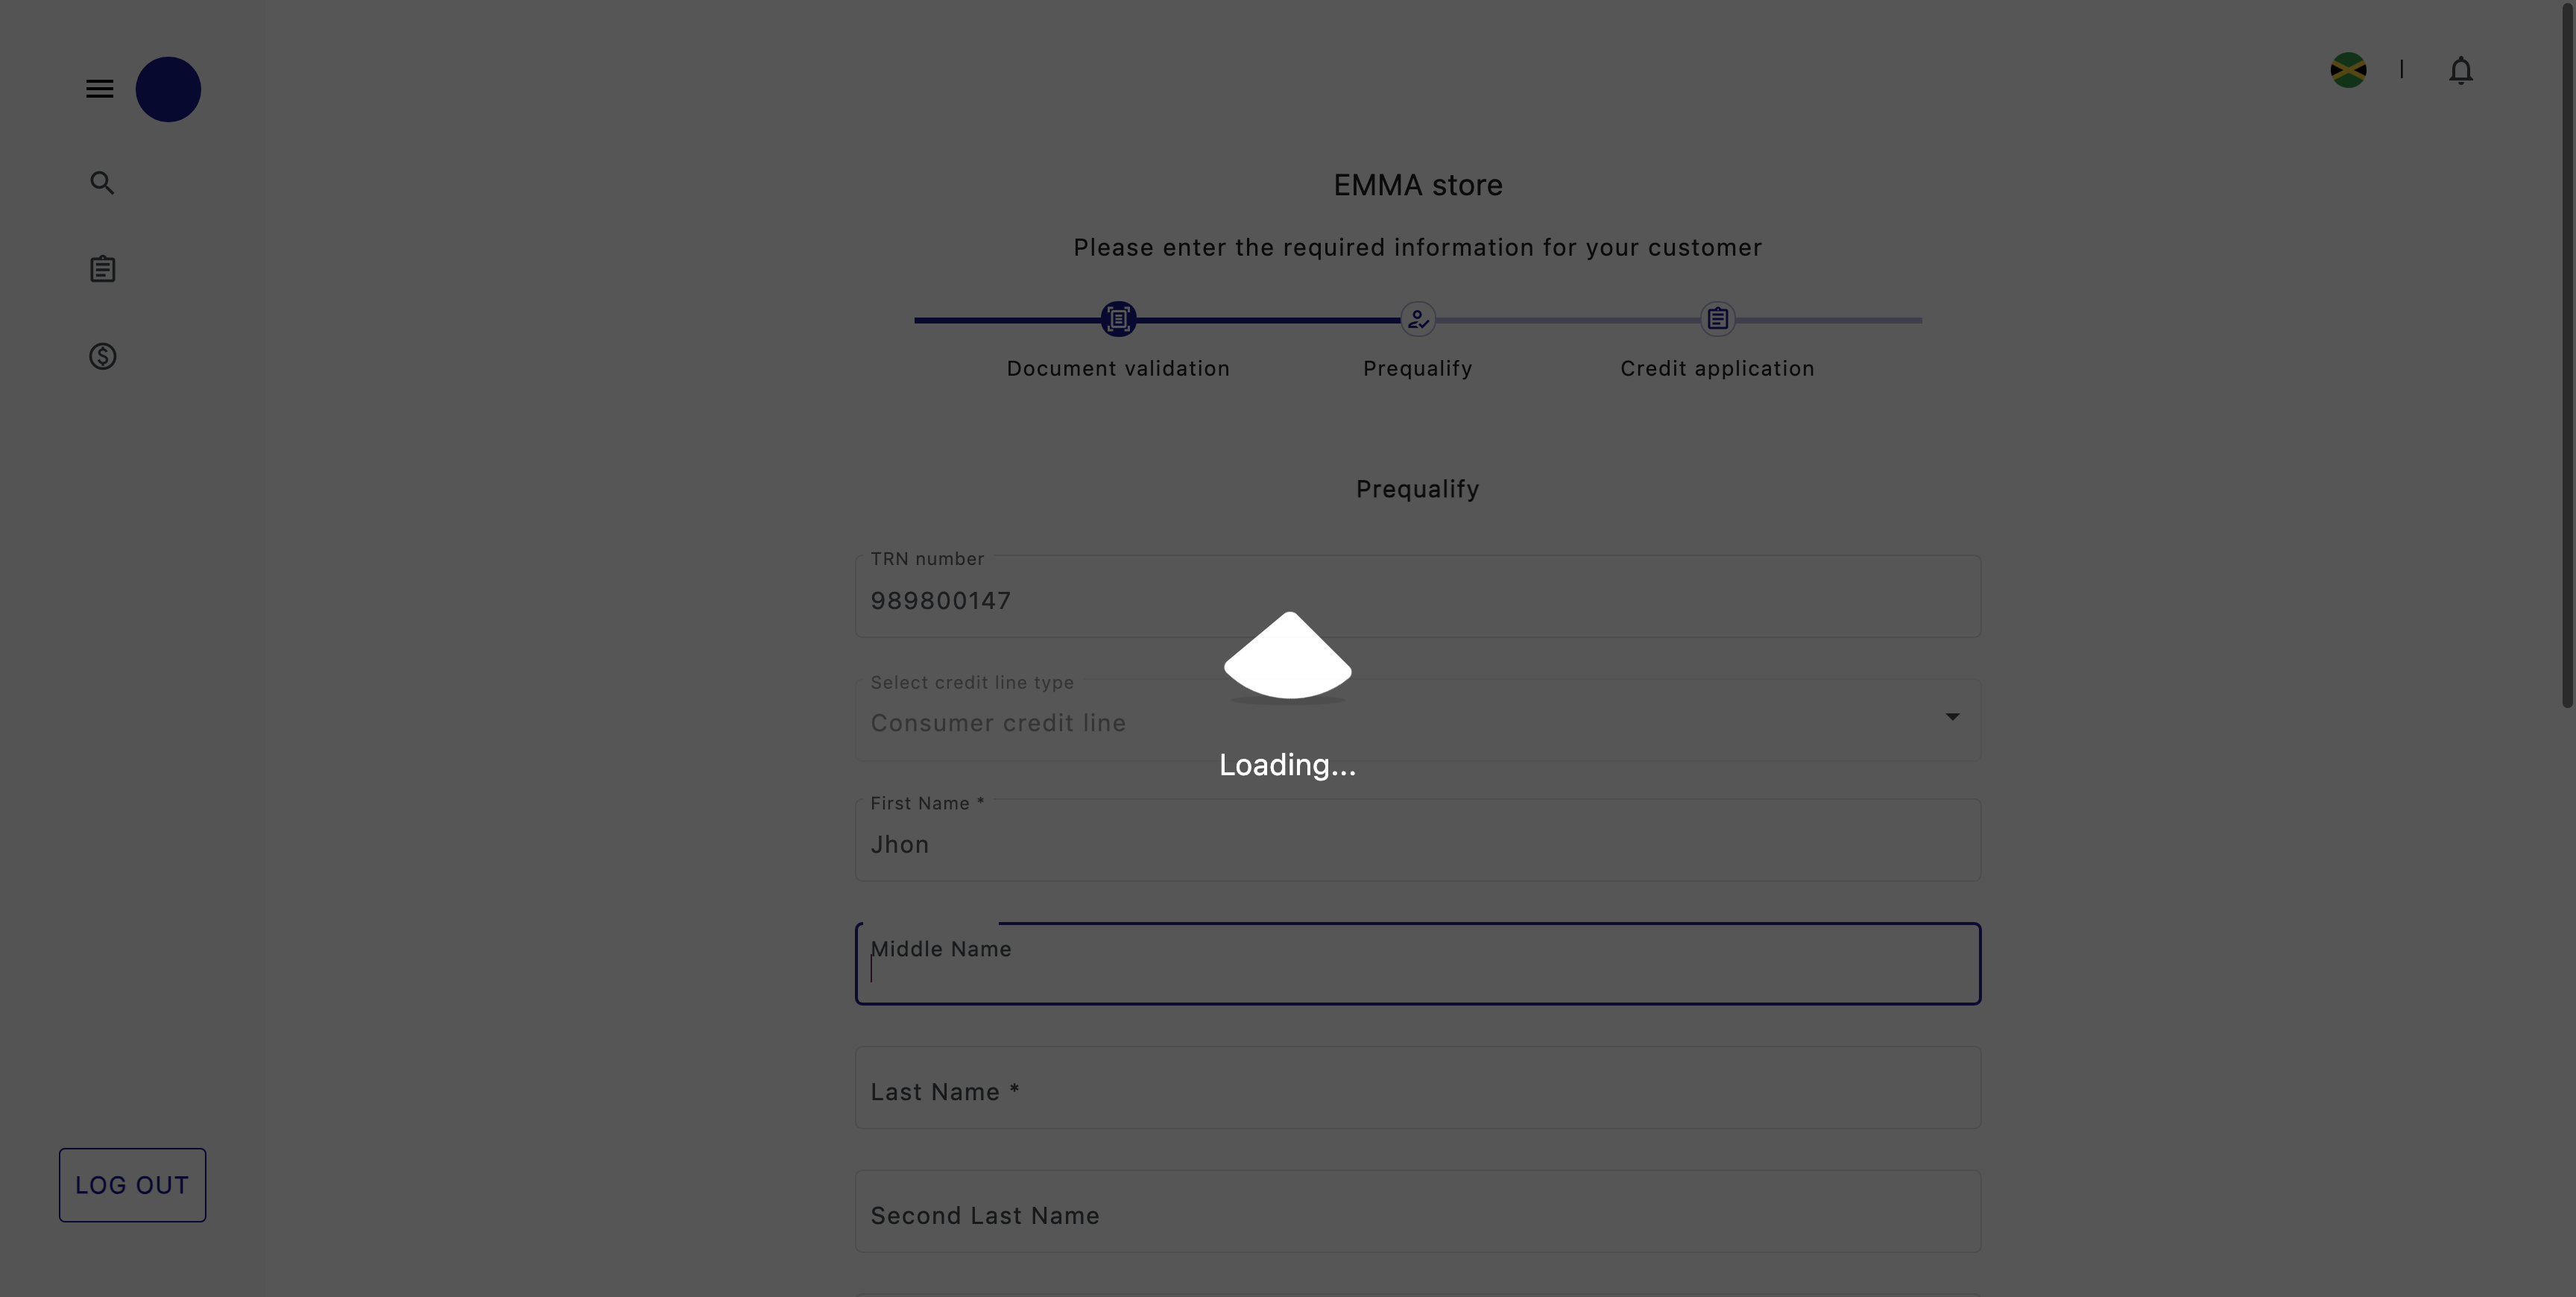 EMMA store
Please enter the required information for your customer
Document validation
Prequalify
Credit application
Prequalify
TRN number
989800147
Select credit line type
Consumer credit line
Loading...
First Name *
Jhon
Middle Name
Last Name *
LOG OUT
Second Last Name